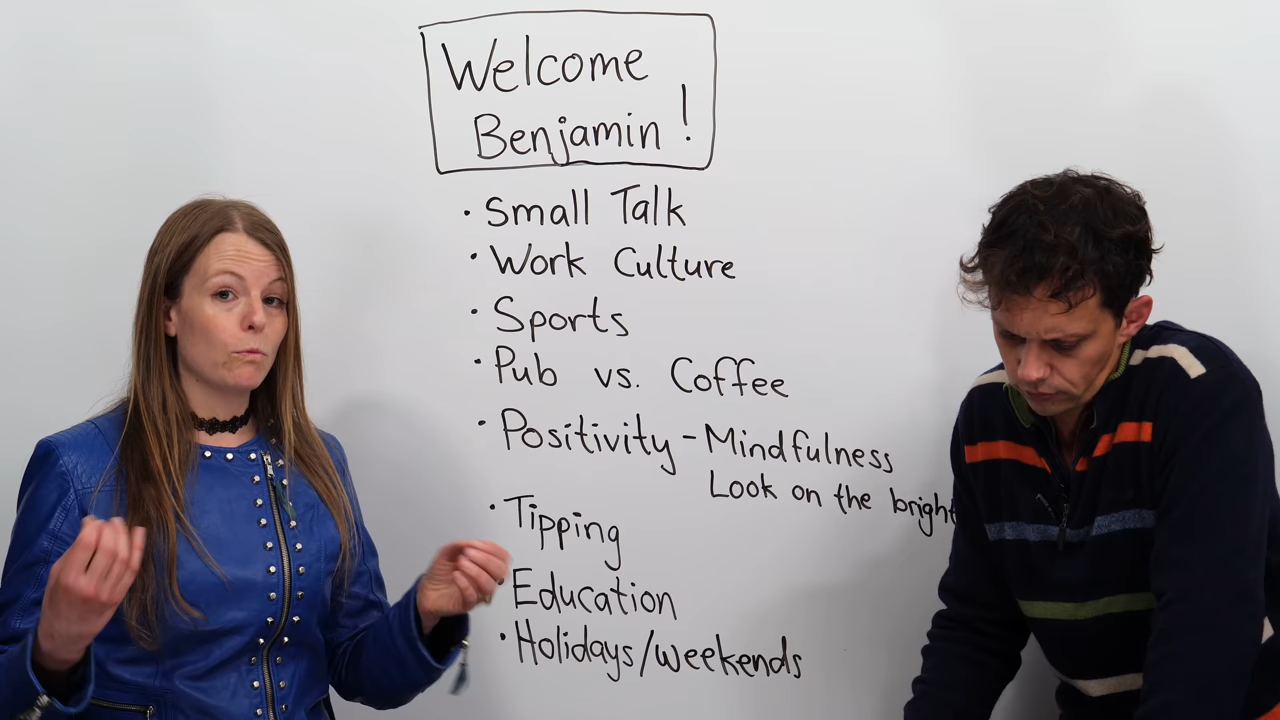 Welcome
Benjamin!
• Small Talk
• Work Culture
• Sports
• Pub vs. Coffee
• Positivity - Mindfulness
Look on the bright
• Tipping
• Education
• Holidays/weekends